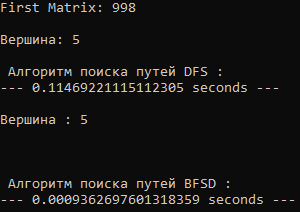 First Matrix: 998
Вершина: 5
Алгоритм поиска путей DFS :
--- 0.11469221115112305 seconds ---
Вершина : 5
Алгоритм поиска путей BFSD :
--- 0.0009362697601318359 seconds ---